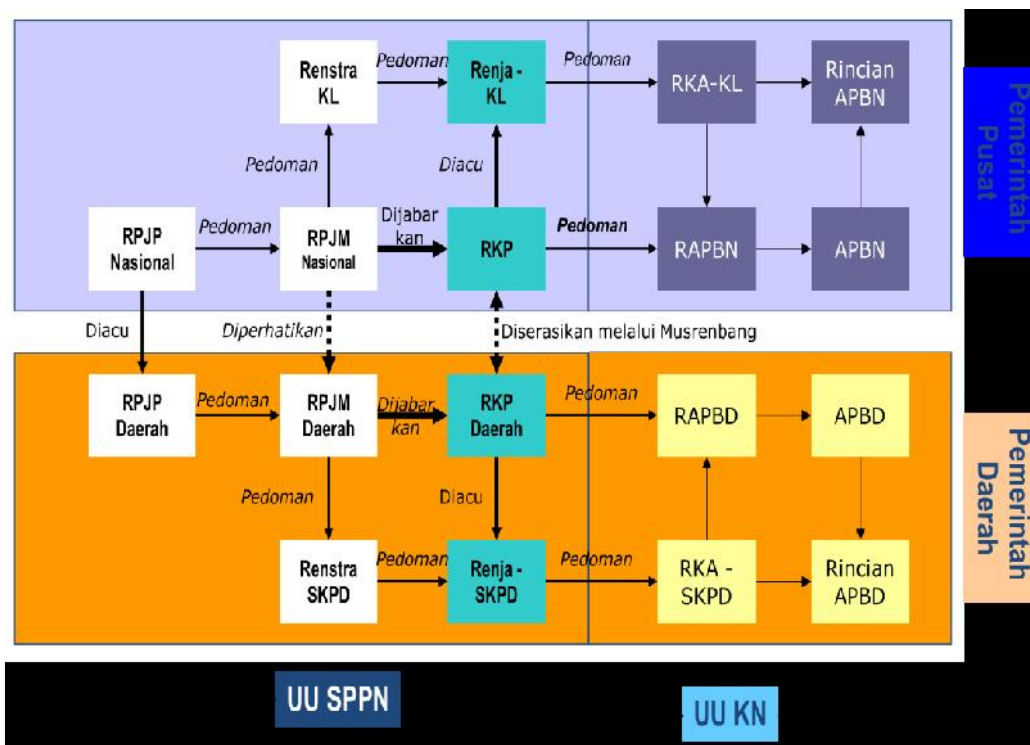 Pedoman
Pedoman
Renstra
KL
Renja -
KL
RKA-KL
Rincian
APBN
Pemerintah
Pusat
Pedoman
Diacu
RPJP
Nasional
Pedoman
RPJM
Nasional
Dijabar
kan
RKP
Pedoman
RAPBN
APBN
Diacu
Diperhatikan
Diserasikan melalui Musrenbang
RPJP
Daerah
Pedoman
RPJM
Daerah
Dijabar
kan
RKP
Daerah
Pedoman
RAPBD
APBD
Pemerintah
Daerah
Pedoman
Diacu
Renstra
SKPD
Pedoman
Renja -
SKPD
Pedoman
RKA -
SKPD
Rincian
APBD
UU SPPN
UU KN